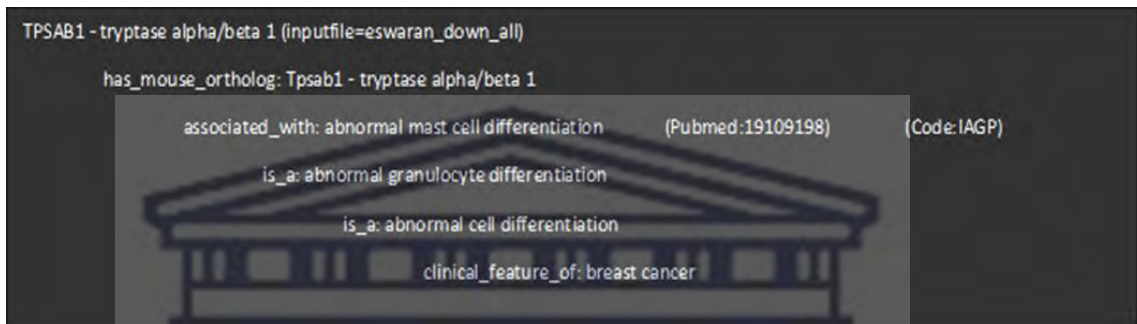 TPSAB1 - tryptase alpha/beta 1 (inputfile=eswaran_down_all)
has_mouse_ortholog: Tpsab1 - tryptase alpha/beta 1
associated_with: abnormal mast cell differentiation (Pubmed:19109198) (Code:IAGP)
is_a: abnormal granulocyte differentiation
is_a: abnormal cell differentiation
clinical_feature_of: breast cancer